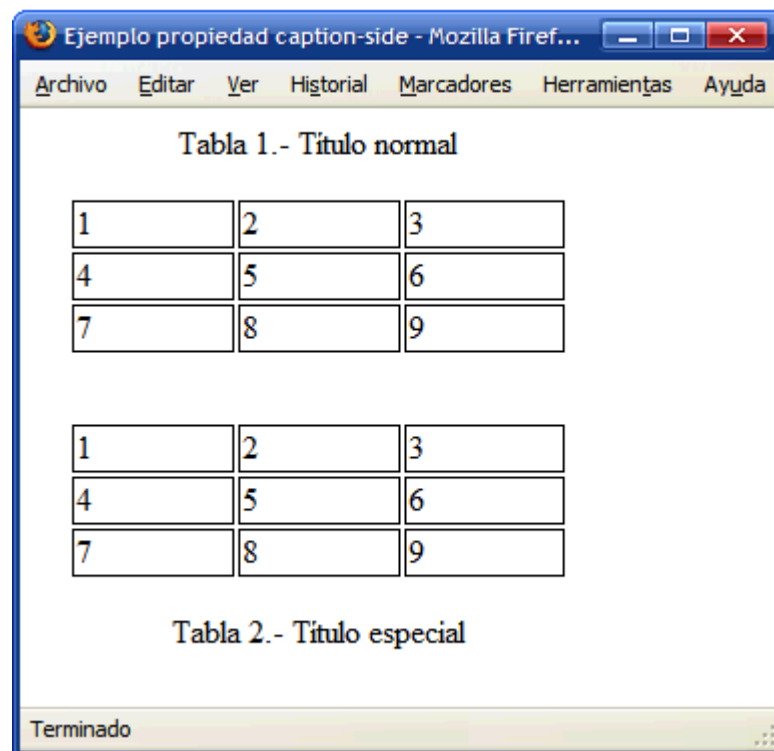 Ejemplo propiedad caption-side - Mozilla Firef...
Archivo Editar Ver Historial Marcadores Herramientas Ayuda
Tabla 1.- Título normal
1 2 3
4 5 6
7 8 9
1 2 3
4 5 6
7 8 9
Tabla 2.- Título especial
Terminado